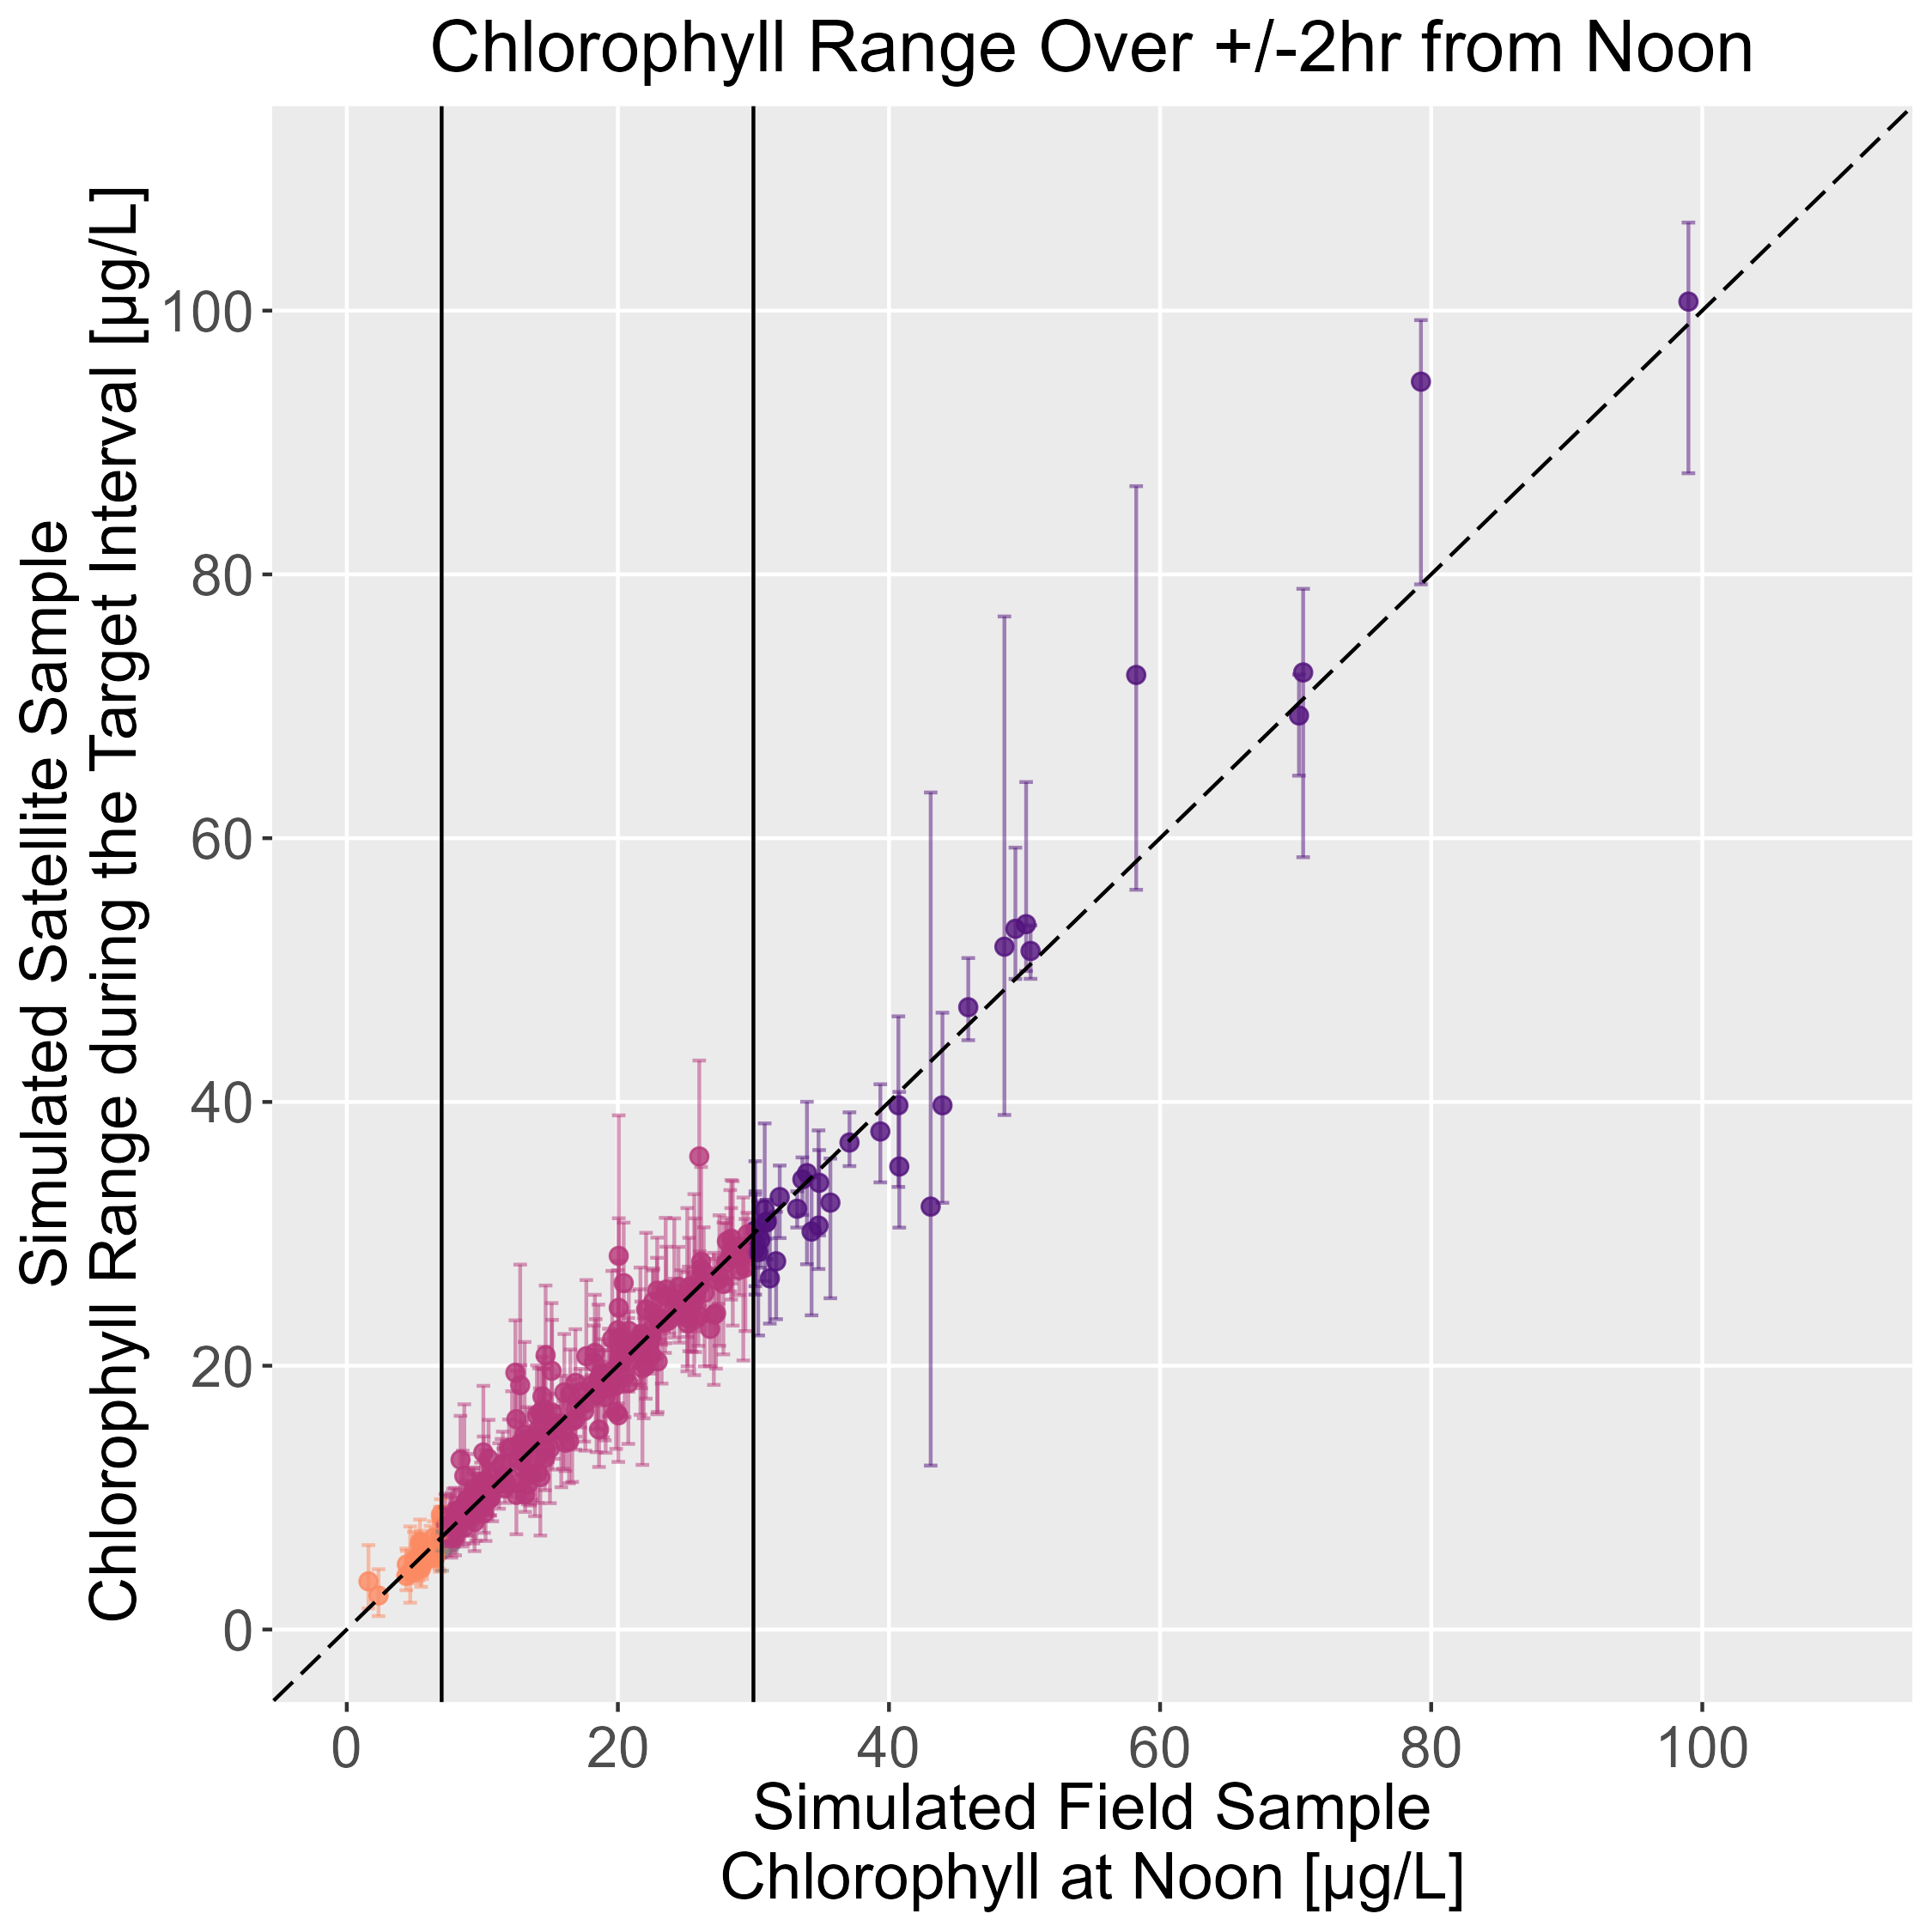 Chlorophyll Range Over +/-2hr from Noon
Simulated Satellite Sample
Chlorophyll Range during the Target Interval [µg/L]
100
80
60
40
20
0
0 20 40 60 80 100
Simulated Field Sample
Chlorophyll at Noon [µg/L]